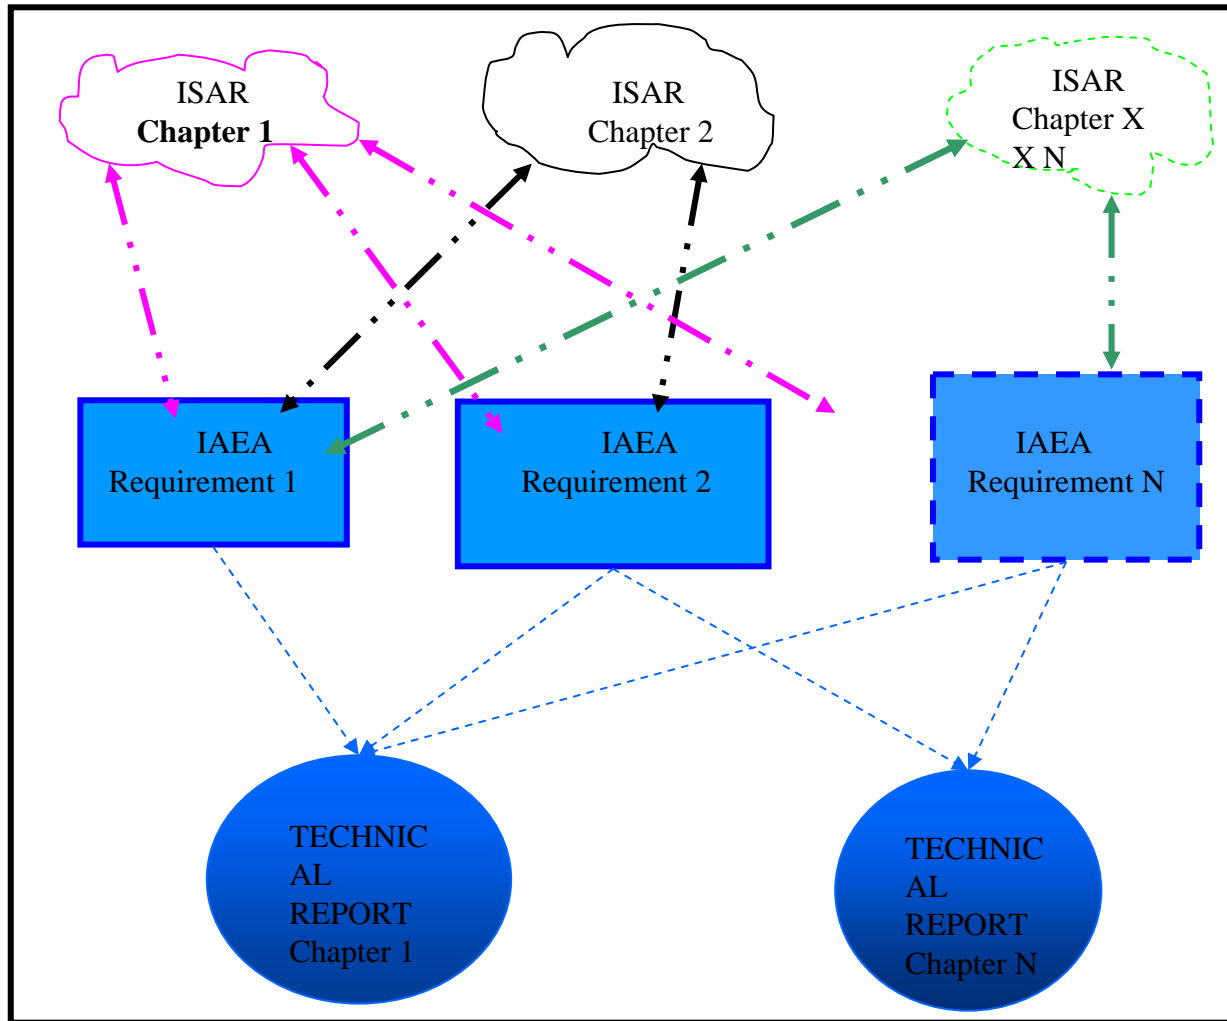 ISAR
Chapter 1
ISAR
Chapter 2
ISAR
Chapter X
X N
IAEA
Requirement 1
IAEA
Requirement 2
IAEA
Requirement N
TECHNIC
AL
REPORT
Chapter 1
TECHNIC
AL
REPORT
Chapter N